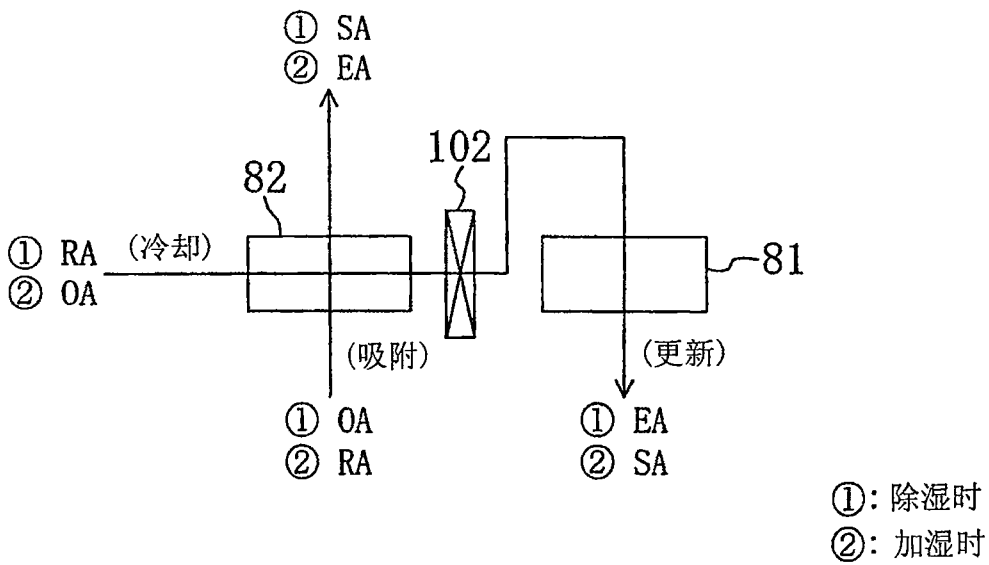 ① SA
② EA
102
82
① RA
② OA
(冷却)
81
(吸附)
(更新)
① OA
② RA
① EA
② SA
①: 除湿时
②: 加湿时